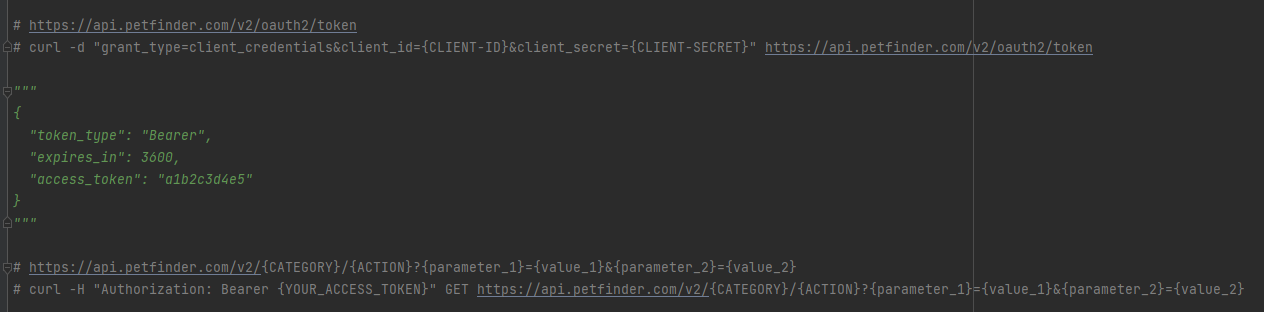 # https://api.petfinder.com/v2/oauth2/token
# curl -d "grant_type=client_credentials&client_id={CLIENT-ID}&client_secret={CLIENT-SECRET}" https://api.petfinder.com/v2/oauth2/token
"""
{
  "token_type": "Bearer",
  "expires_in": 3600,
  "access_token": "a1b2c3d4e5"
}
"""
# https://api.petfinder.com/v2/{CATEGORY}/{ACTION}?{parameter_1}={value_1}&{parameter_2}={value_2}
# curl -H "Authorization: Bearer {YOUR_ACCESS_TOKEN}" GET https://api.petfinder.com/v2/{CATEGORY}/{ACTION}?{parameter_1}={value_1}&{parameter_2}={value_2}